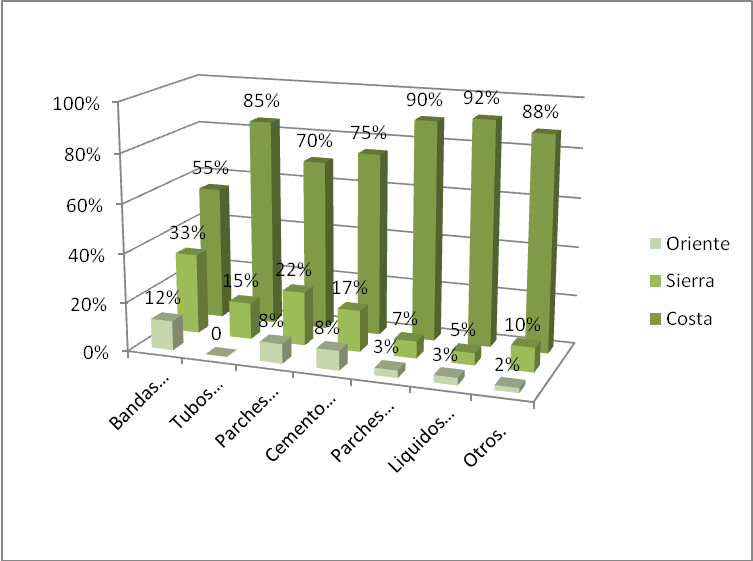 100%
80%
60%
40%
20%
0%
12%
0
8%
8%
3%
3%
2%
33%
15%
22%
17%
7%
5%
10%
55%
85%
70%
75%
90%
92%
88%
Bandas...
Tubos...
Parches...
Cemento...
Parches...
Liquidos...
Otros.
Oriente
Sierra
Costa